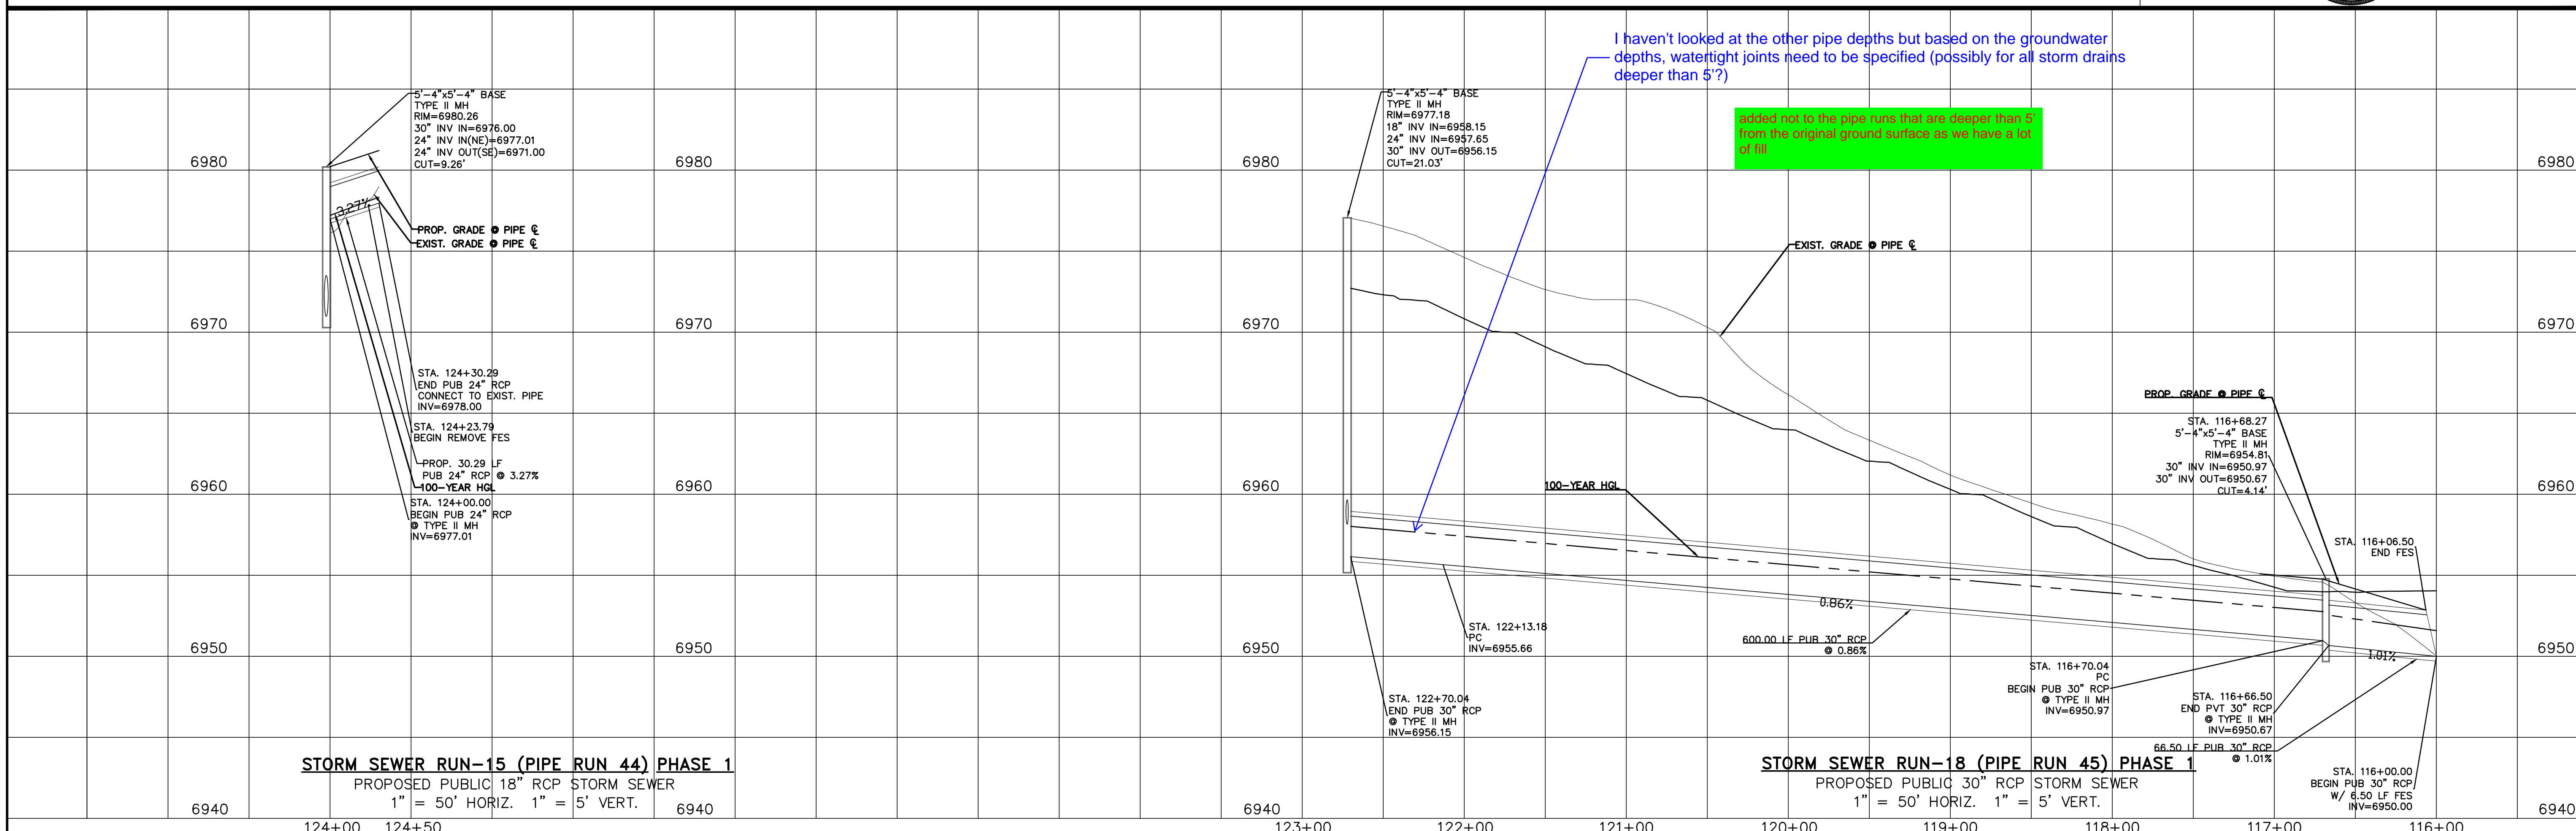 I haven't looked at the other pipe depths but based on the groundwater
depths, watertight joints need to be specified (possibly for all storm drains
deeper than 5'?)
added not to the pipe runs that are deeper than 5'
from the original ground surface as we have a lot
of fill
5'-4"x5'-4" BASE
TYPE II MH
RIM=6980.26
30" INV IN=6976.00
24" INV IN(NE)=6977.01
24" INV OUT(SE)=6971.00
CUT=9.26'
5'-4"x5'-4" BASE
TYPE II MH
RIM=6977.18
18" INV IN=6958.15
24" INV IN=6957.65
30" INV OUT=6956.15
CUT=21.03'
6980
6980
6980
6980
3.27%
PROP. GRADE @ PIPE ℄
EXIST. GRADE @ PIPE ℄
EXIST. GRADE @ PIPE ℄
6970
6970
6970
6970
STA. 124+30.29
END PUB 24" RCP
CONNECT TO EXIST. PIPE
INV=6978.00
STA. 124+23.79
BEGIN REMOVE FES
PROP. 30.29 LF
PUB 24" RCP @ 3.27%
100-YEAR HGL
STA. 124+00.00
BEGIN PUB 24" RCP
@ TYPE II MH
INV=6977.01
PROP. GRADE @ PIPE ℄
STA. 116+68.27
5'-4"x5'-4" BASE
TYPE II MH
RIM=6954.81
30" INV IN=6950.97
30" INV OUT=6950.67
CUT=4.14'
6960
6960
6960
6960
100-YEAR HGL
STA. 116+06.50
END FES
0.86%
STA. 122+13.18
PC
INV=6955.66
600.00 LF PUB 30" RCP
@ 0.86%
6950
6950
6950
6950
1.01%
STA. 122+70.04
END PUB 30" RCP
@ TYPE II MH
INV=6956.15
STA. 116+70.04
PC
BEGIN PUB 30" RCP
@ TYPE II MH
INV=6950.97
STA. 116+66.50
END PVT 30" RCP
@ TYPE II MH
INV=6950.67
66.50 LF PUB 30" RCP
@ 1.01%
STA. 116+00.00
BEGIN PUB 30" RCP
W/ 6.50 LF FES
INV=6950.00
STORM SEWER RUN-15 (PIPE RUN 44) PHASE 1
PROPOSED PUBLIC 18" RCP STORM SEWER
1" = 50' HORIZ. 1" = 5' VERT.
STORM SEWER RUN-18 (PIPE RUN 45) PHASE 1
PROPOSED PUBLIC 30" RCP STORM SEWER
1" = 50' HORIZ. 1" = 5' VERT.
6940
6940
6940
6940
124+00 124+50
123+00 122+00 121+00 120+00 119+00 118+00 117+00 116+00